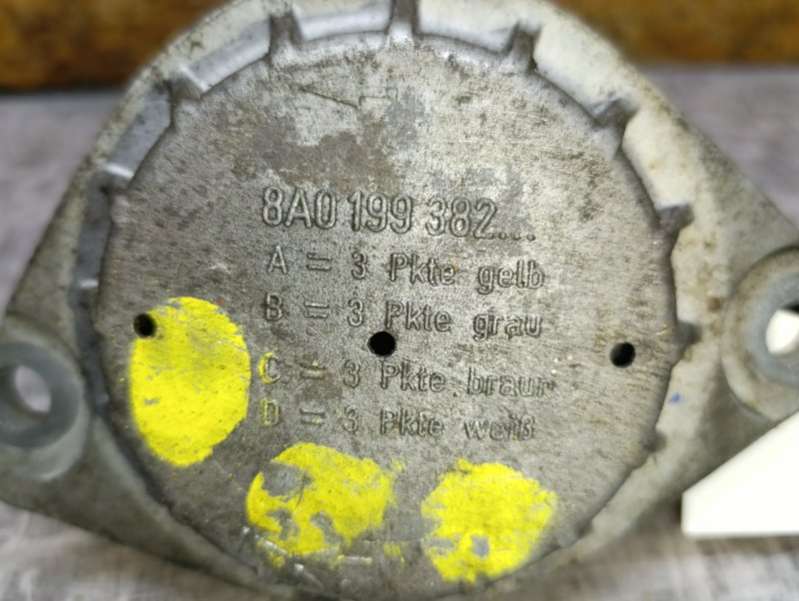 8A0 199 382...
A = 3 Pkte gelb
B = 3 Pkte grau
C = 3 Pkte braun
D = 3 Pkte weiß